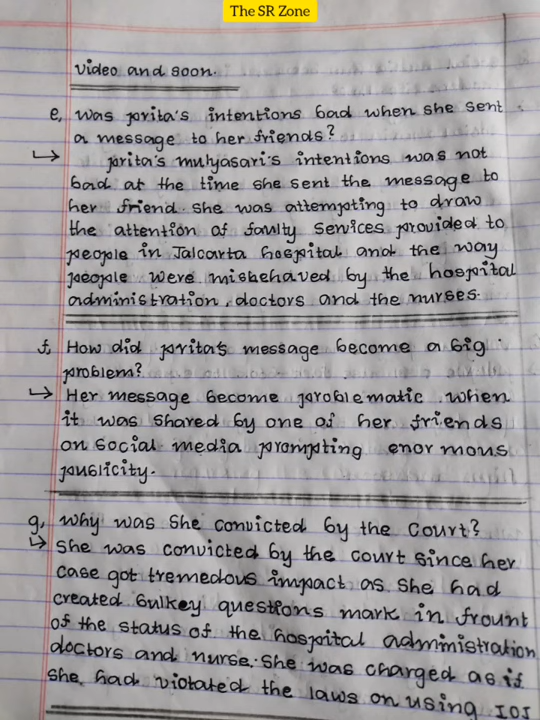 The SR Zone
video and soon.
e, was prita's intentions bad when she sent
a message to her friends?
↳ prita's mulyasari's intentions was not
bad at the time she sent the message to
her friend. She was attempting to draw
the attention of faulty services provided to
people in Jalcarta hospital and the way
people were misbehaved by the hospital
administration, doctors and the nurses.
f, How did prita's message become a big
problem?
↳ Her message become problematic when
it was shared by one of her friends
on social media prompting enormous
publicity.
g, why was she convicted by the court?
↳ She was convicted by the court since her
case got tremedous impact as she had
created bulkey questions mark in frount
of the status of the hospital administration
doctors and nurse. She was charged as if
she had violated the laws on using